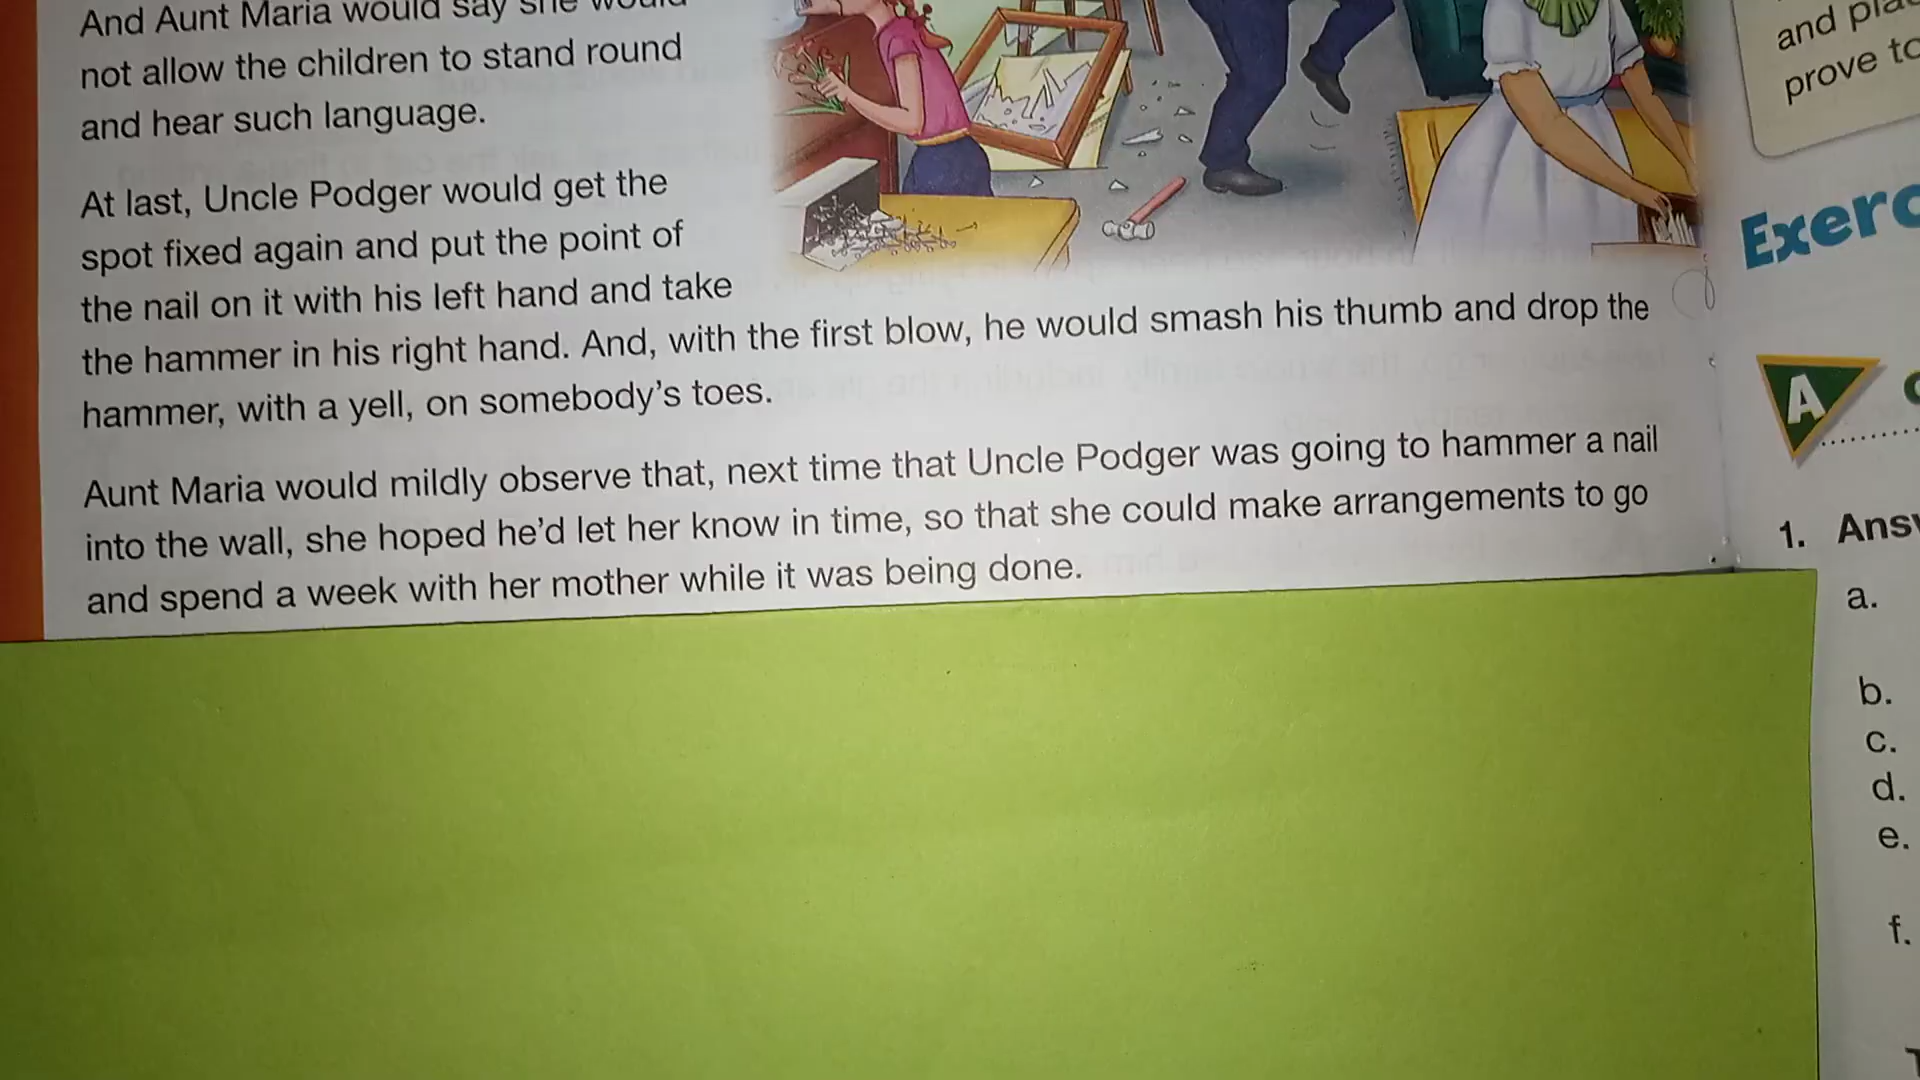 And Aunt Maria would say she would
not allow the children to stand round
and hear such language.
At last, Uncle Podger would get the
spot fixed again and put the point of
the nail on it with his left hand and take
the hammer in his right hand. And, with the first blow, he would smash his thumb and drop the
hammer, with a yell, on somebody's toes.
Aunt Maria would mildly observe that, next time that Uncle Podger was going to hammer a nail
into the wall, she hoped he'd let her know in time, so that she could make arrangements to go
and spend a week with her mother while it was being done.
and
prove to
Exerc
A
1. Ans
a.
b.
c.
d.
e.
f.